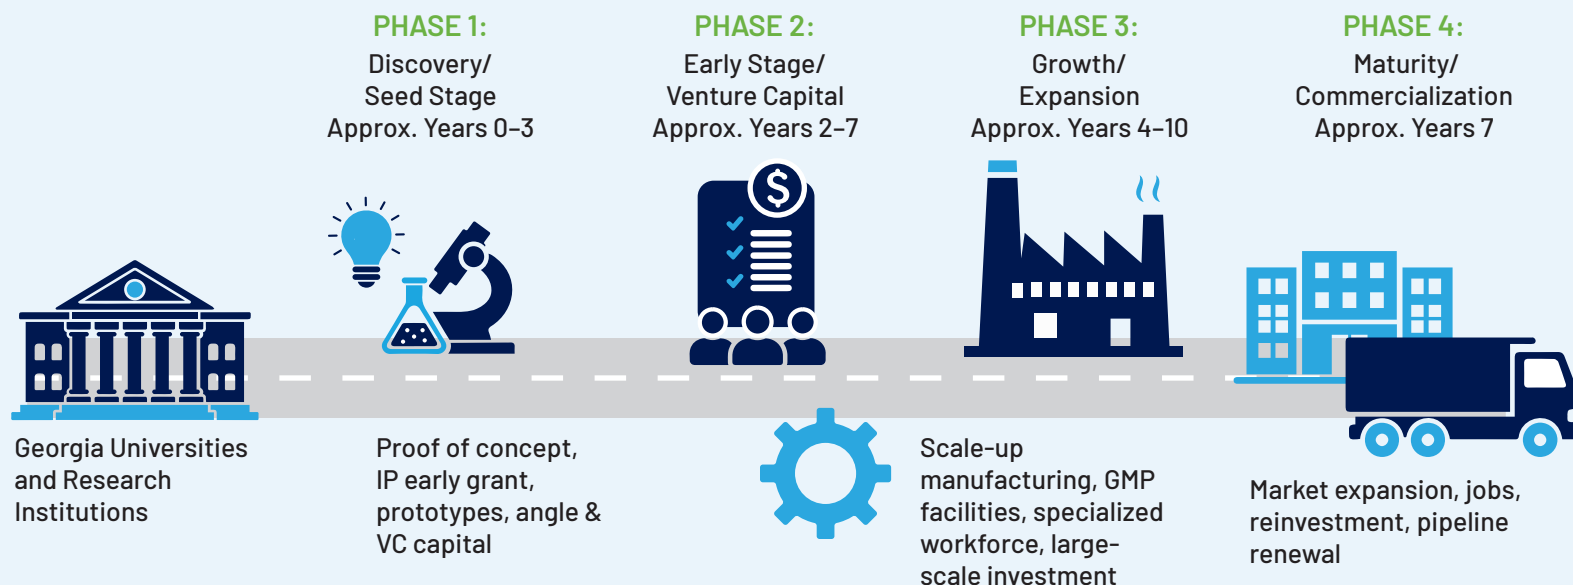 PHASE 1:
Discovery/
Seed Stage
Approx. Years 0–3
PHASE 2:
Early Stage/
Venture Capital
Approx. Years 2–7
PHASE 3:
Growth/
Expansion
Approx. Years 4–10
PHASE 4:
Maturity/
Commercialization
Approx. Years 7
$
Georgia Universities
and Research
Institutions
Proof of concept,
IP early grant,
prototypes, angle &
VC capital
Scale-up
manufacturing, GMP
facilities, specialized
workforce, large-
scale investment
Market expansion, jobs,
reinvestment, pipeline
renewal